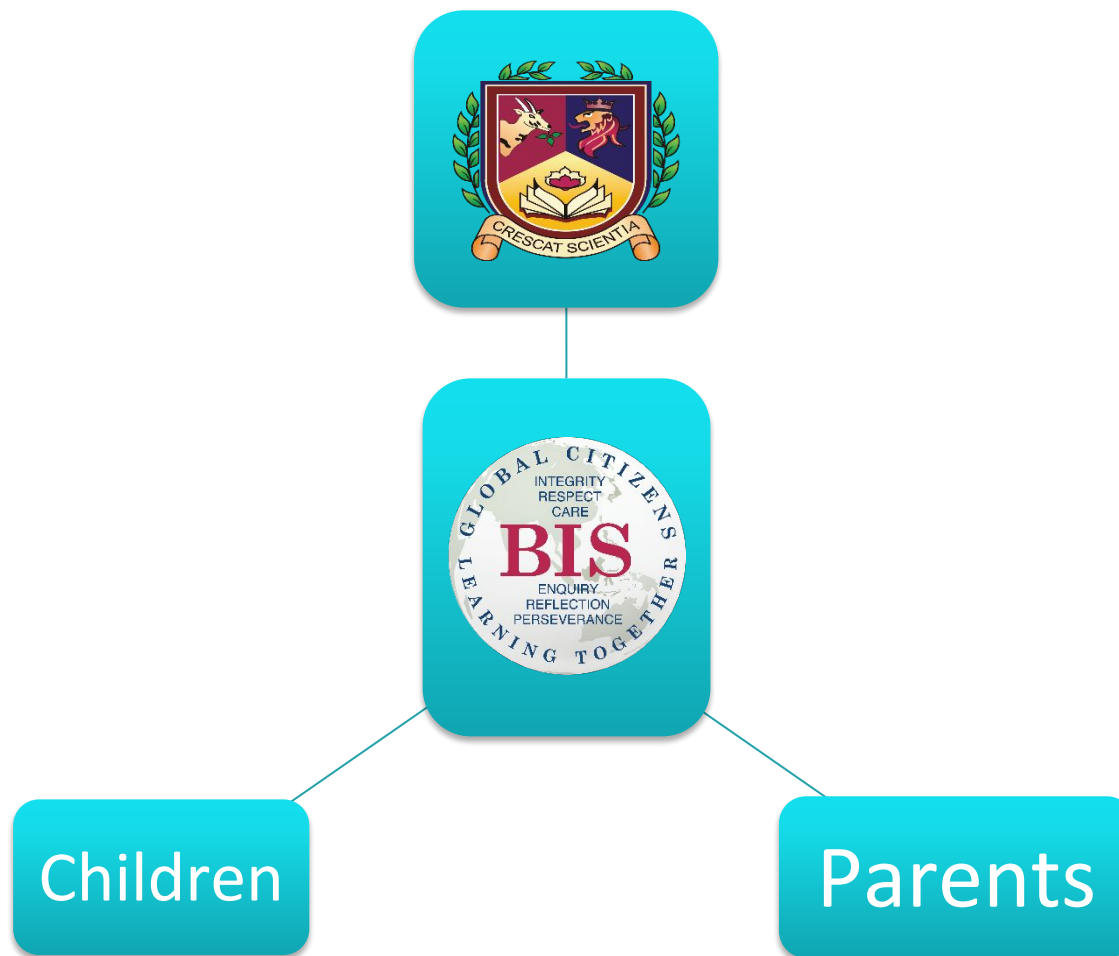 CRESCAT SCIENTIA
GLOBAL CITIZENS
INTEGRITY
RESPECT
CARE
BIS
ENQUIRY
REFLECTION
PERSEVERANCE
LEARNING TOGETHER
Children
Parents